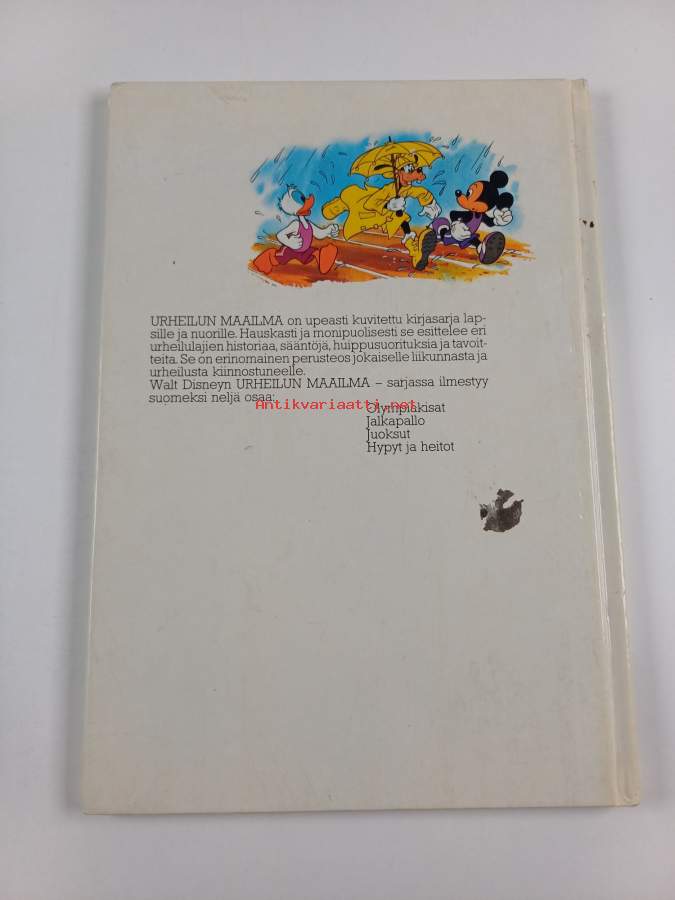 URHEILUN MAAILMA on upeasti kuvitettu kirjasarja lap-
sille ja nuorille. Hauskasti ja monipuolisesti se esittelee eri
urheilulajien historiaa, sääntöjä, huippusuorituksia ja tavoit-
teita. Se on erinomainen perusteos jokaiselle liikunnasta ja
urheilusta kiinnostuneelle.
Walt Disneyn URHEILUN MAAILMA – sarjassa ilmestyy
suomeksi neljä osaa:
Antikvariaatti.net
Olympiakisat
Jalkapallo
Juoksut
Hypyt ja heitot